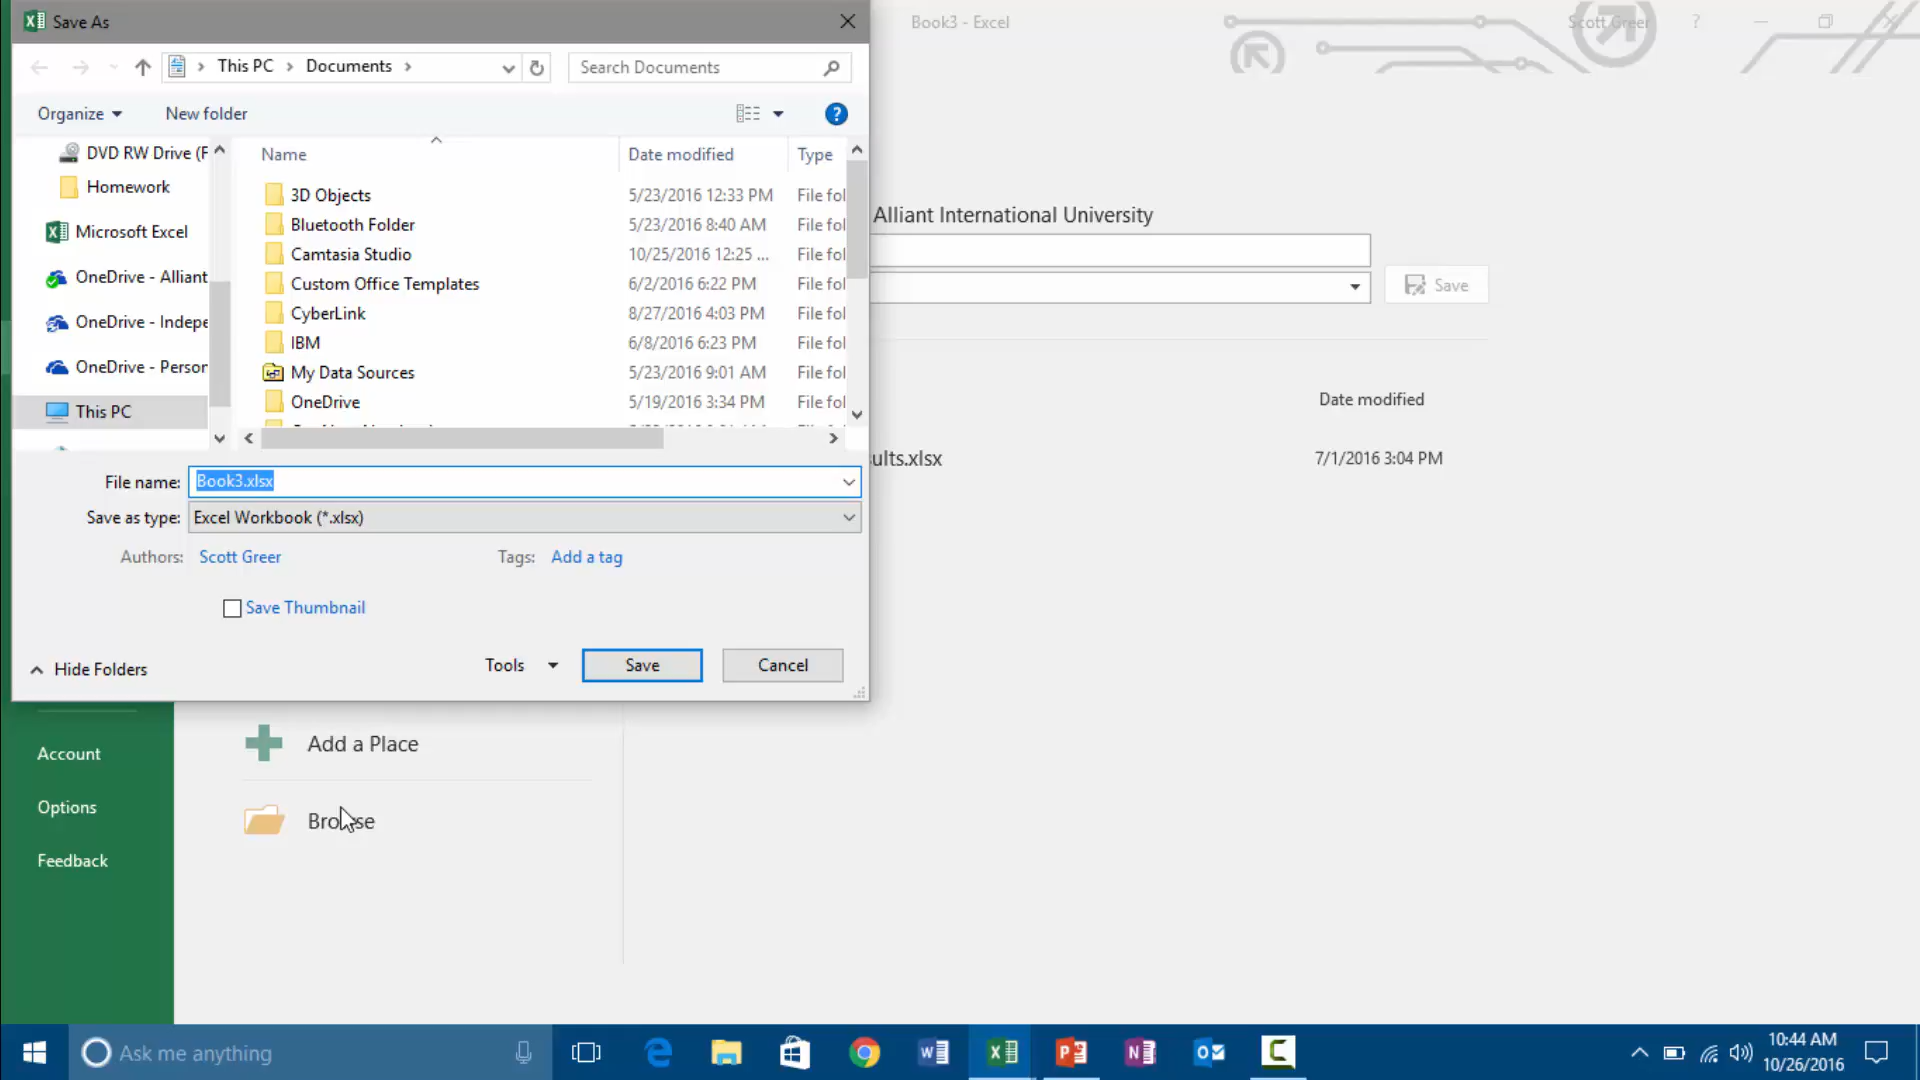 Save As
Book3 - Excel
Scott Greer
?
This PC
Documents
Search Documents
Organize
New folder
?
DVD RW Drive (F
Homework
Microsoft Excel
OneDrive - Alliant
OneDrive - Indepe
OneDrive - Person
This PC
Name Date modified Type
3D Objects 5/23/2016 12:33 PM File fol
Bluetooth Folder 5/23/2016 8:40 AM File fol
Camtasia Studio 10/25/2016 12:25 ... File fol
Custom Office Templates 6/2/2016 6:22 PM File fol
CyberLink 8/27/2016 4:03 PM File fol
IBM 6/8/2016 6:23 PM File fol
My Data Sources 5/23/2016 9:01 AM File fol
OneDrive 5/19/2016 3:34 PM File fol
File name: Book3.xlsx
Save as type: Excel Workbook (*.xlsx)
Authors: Scott Greer Tags: Add a tag
Save Thumbnail
Hide Folders
Tools
Save
Cancel
Alliant International University
Save
Date modified
ults.xlsx 7/1/2016 3:04 PM
Account
Options
Feedback
Add a Place
Browse
Ask me anything
10:44 AM
10/26/2016